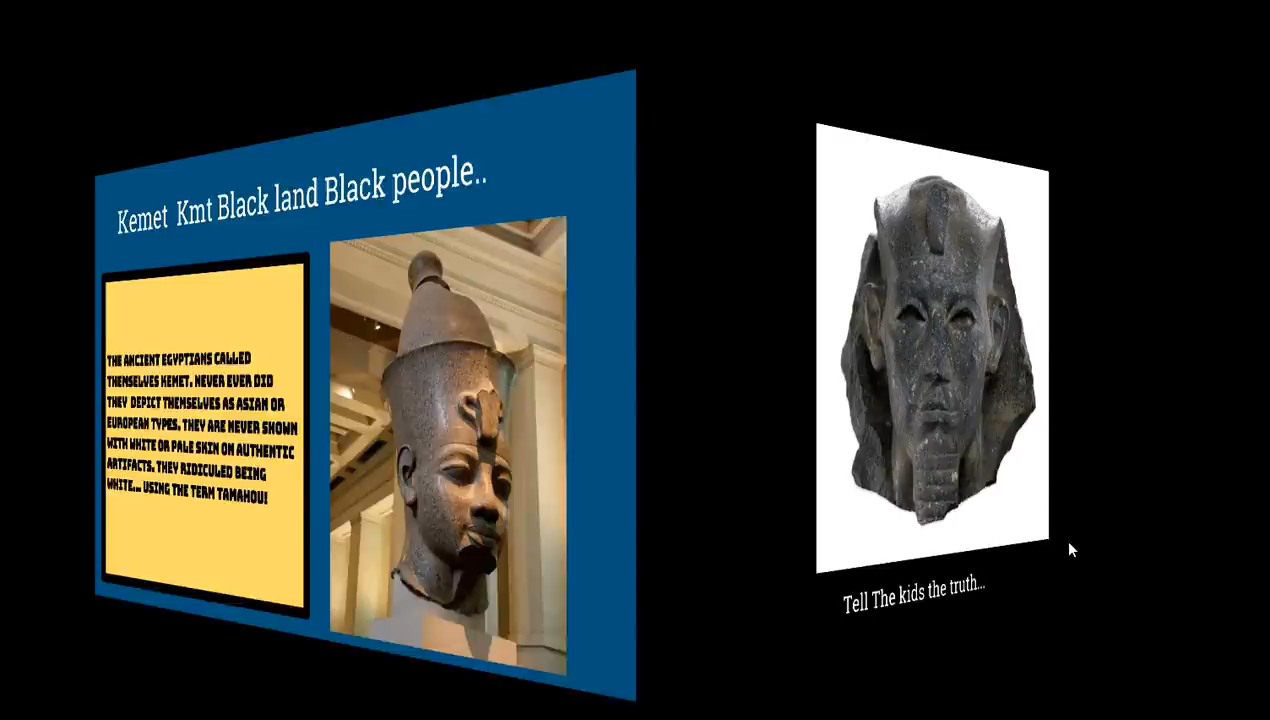 Kemet Kmt Black land Black people..
THE ANCIENT EGYPTIANS CALLED
THEMSELVES KEMET. NEVER EVER DID
THEY DEPICT THEMSELVES AS ASIAN OR
EUROPEAN TYPES. THEY ARE NEVER SHOWN
WITH WHITE OR PALE SKIN ON AUTHENTIC
ARTIFACTS. THEY RIDICULED BEING
WHITE... USING THE TERM TAMAHOU!
Tell The kids the truth...